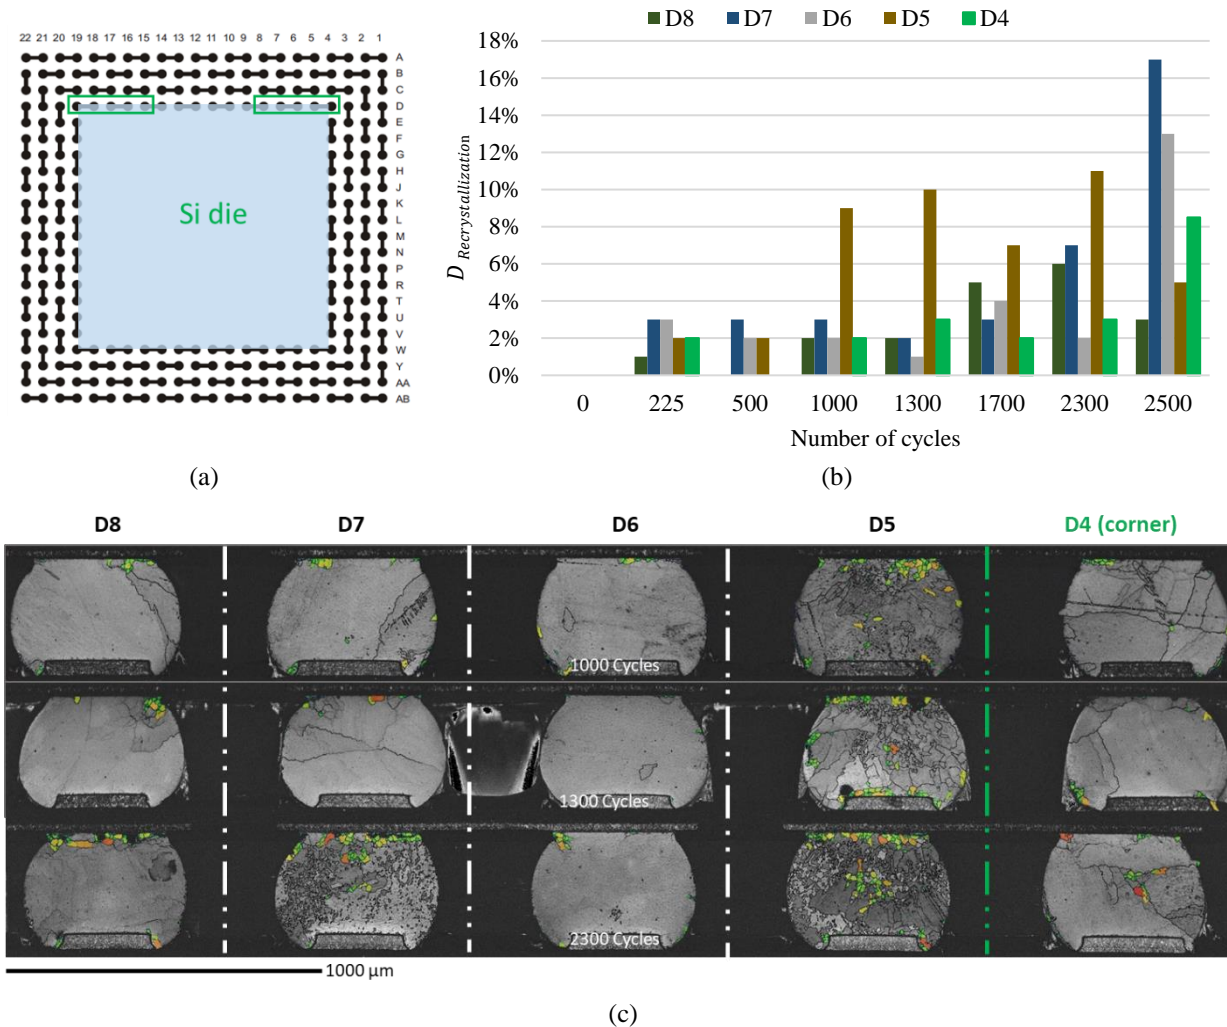 22 21 20 19 18 17 16 15 14 13 12 11 10 9 8 7 6 5 4 3 2 1
A
B
C
D
E
F
G
H
J
K
L
M
N
P
R
T
U
V
W
Y
AA
AB
Si die
(a)
D8 D7 D6 D5 D4
18%
16%
14%
12%
10%
8%
6%
4%
2%
0%
D Recrystallization
0 225 500 1000 1300 1700 2300 2500
Number of cycles
(b)
D8 D7 D6 D5 D4 (corner)
1000 Cycles
1300 Cycles
2300 Cycles
1000 µm
(c)